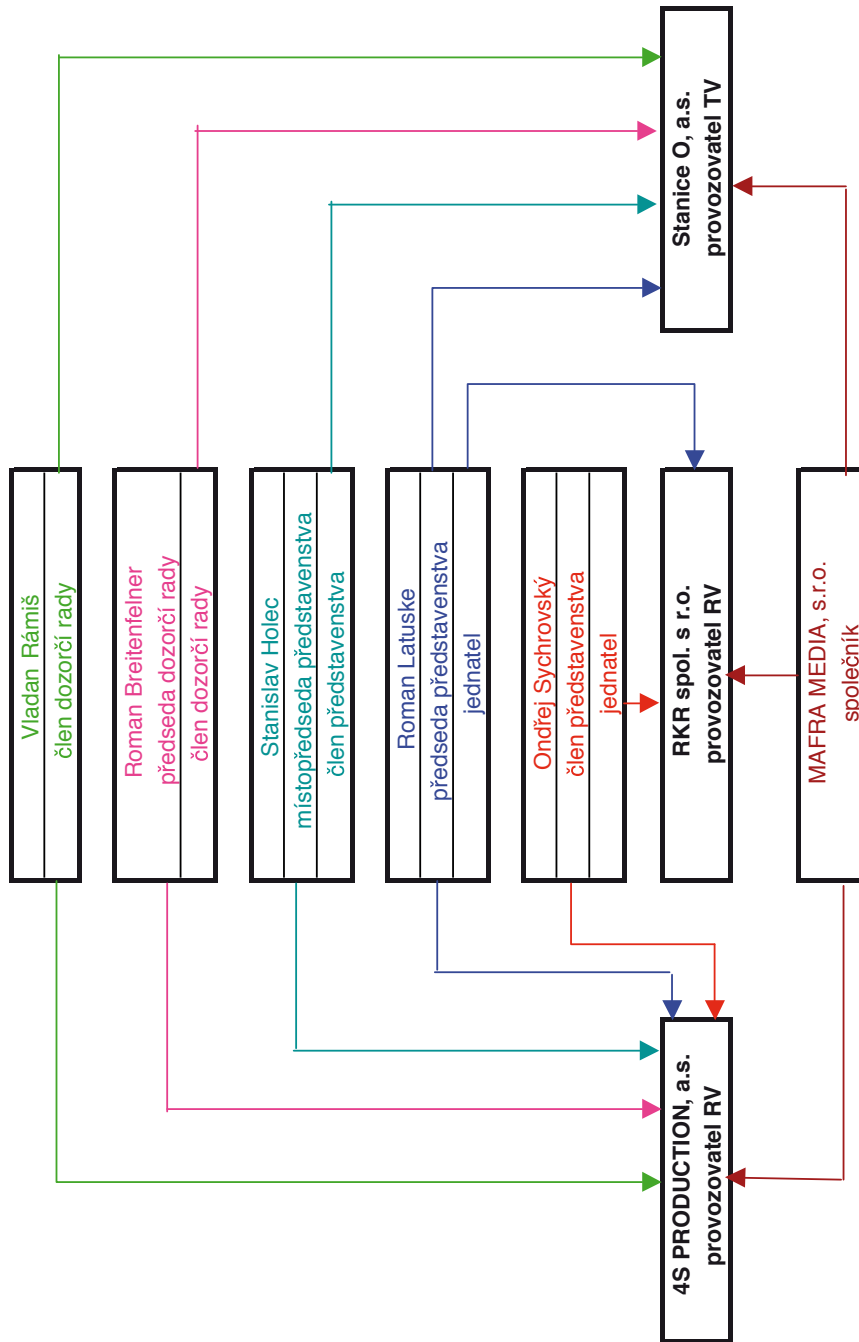 Vladan Rámiš
člen dozorčí rady
Roman Breitenfelner
předseda dozorčí rady
člen dozorčí rady
Stanislav Holec
místopředseda představenstva
člen představenstva
Roman Latuske
předseda představenstva
jednatel
Ondřej Sychrovský
člen představenstva
jednatel
4S PRODUCTION, a.s.
provozovatel RV
RKR spol. s r.o.
provozovatel RV
Stanice O, a.s.
provozovatel TV
MAFRA MEDIA, s.r.o.
společník